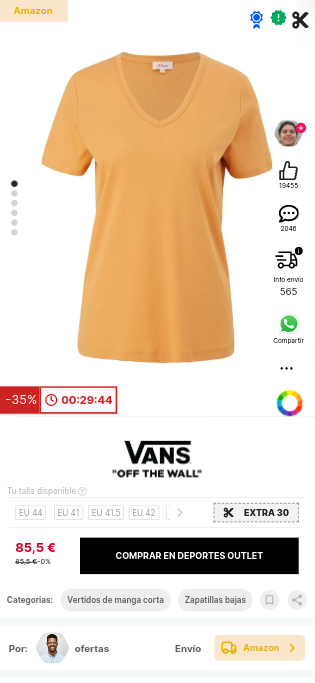 Amazon
19455
2046
Info envío
565
Compartir
-35%
00:29:44
VANS
"OFF THE WALL"
Tu talla disponible
EU 44
EU 41
EU 41.5
EU 42
EXTRA 30
85,5 €
85,5 € -0%
COMPRAR EN DEPORTES OUTLET
Categorias:
Vertidos de manga corta
Zapatillas bajas
Por:
ofertas
Envío
Amazon